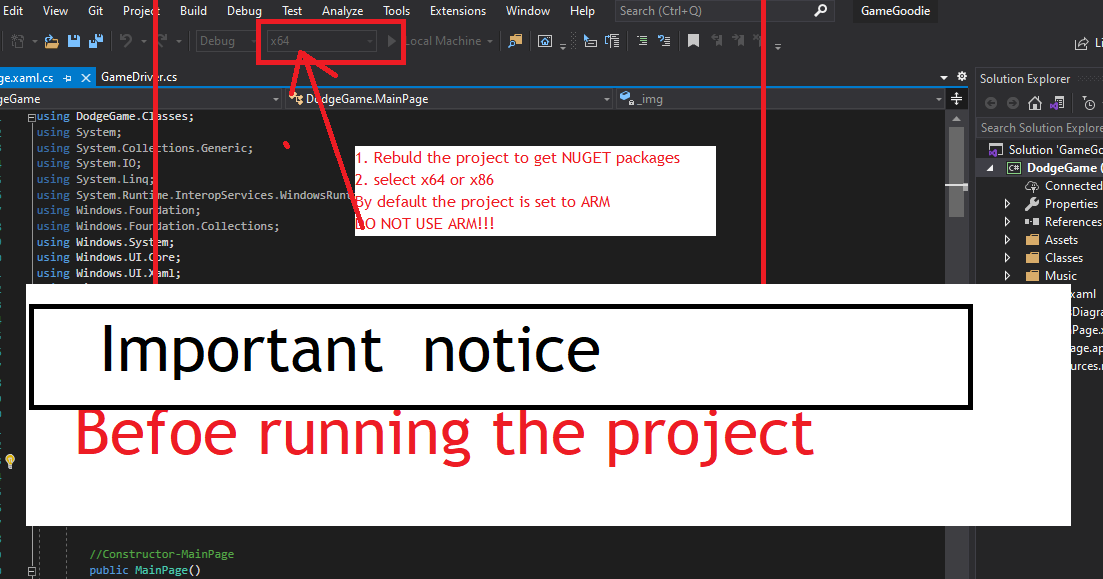 Edit View Git Project Build Debug Test Analyze Tools Extensions Window Help Search (Ctrl+Q) GameGoodie
Debug x64 Local Machine Li
ge.xaml.cs GameDriver.cs
geGame DodgeGame.MainPage _img
Solution Explorer
Search Solution Explore
Solution 'GameGo
DodgeGame (
Connected
Properties
References
Assets
Classes
Music
xaml
sDiagra
Page.x
age.ap
urces.r
using DodgeGame.Classes;
using System;
using System.Collections.Generic;
using System.IO;
using System.Linq;
using System.Runtime.InteropServices.WindowsRunt
using Windows.Foundation;
using Windows.Foundation.Collections;
using Windows.System;
using Windows.UI.Core;
using Windows.UI.Xaml;
1. Rebuld the project to get NUGET packages
2. select x64 or x86
By default the project is set to ARM
DO NOT USE ARM!!!
Important notice
Befoe running the project
//Constructor-MainPage
public MainPage()